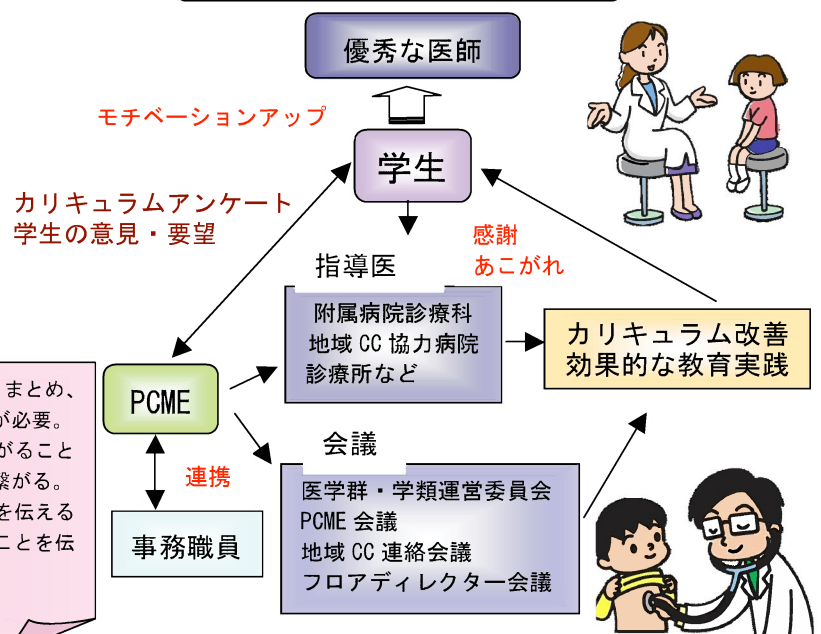 優秀な医師
モチベーションアップ
学生
カリキュラムアンケート
学生の意見・要望
感謝
あこがれ
指導医
附属病院診療科
地域 CC 協力病院
診療所など
カリキュラム改善
効果的な教育実践
PCME
まとめ、
が必要。
がること
繋がる。
を伝える
ことを伝
連携
事務職員
会議
医学群・学類運営委員会
PCME 会議
地域 CC 連絡会議
フロアディレクター会議